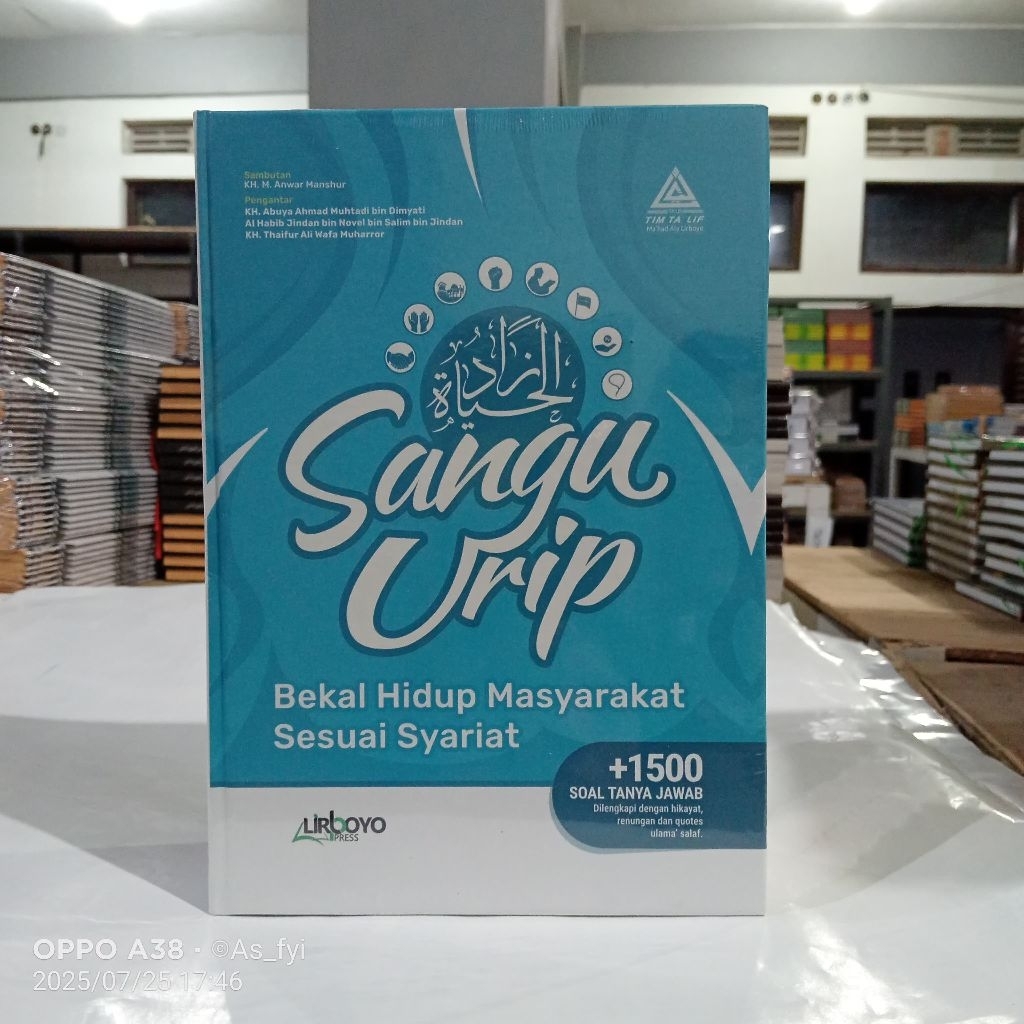 Sambutan
KH. M. Anwar Manshur
Pengantar
KH. Abuya Ahmad Muhtadi bin Dimyati
Al Habib Jindan bin Novel bin Salim bin Jindan
KH. Thaifur Ali Wafa Muharror
TIM TA LIF
Ma'had Aly Lirboyo
زاد الحياة
Sangu
Urip
Bekal Hidup Masyarakat
Sesuai Syariat
+1500
SOAL TANYA JAWAB
Dilengkapi dengan hikayat,
renungan dan quotes
ulama' salaf.
LIRBOYO
PRESS
OPPO A38 · ©As_fyi
2025/07/25 17:46